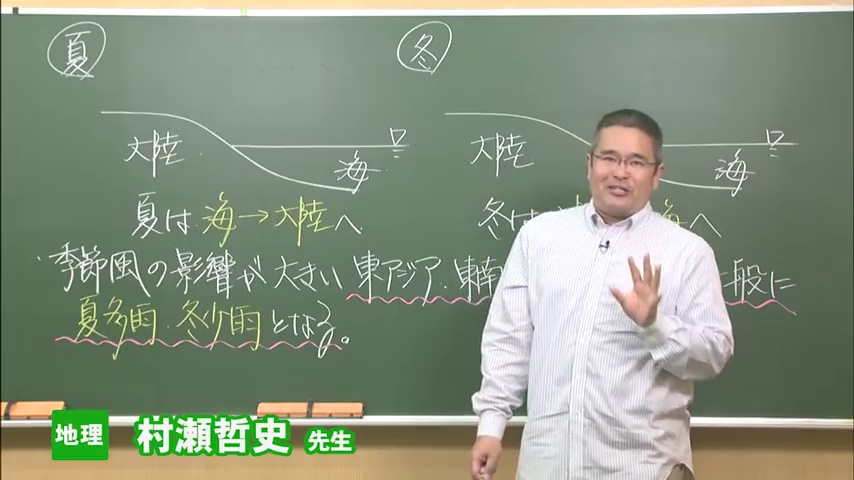 夏
冬
大陸
海
大陸
海
夏は 海→大陸へ
冬は 海へ
・季節風の影響が大きい東アジア・東南 一般に
夏多雨・冬少雨となる。
地理 村瀬哲史 先生